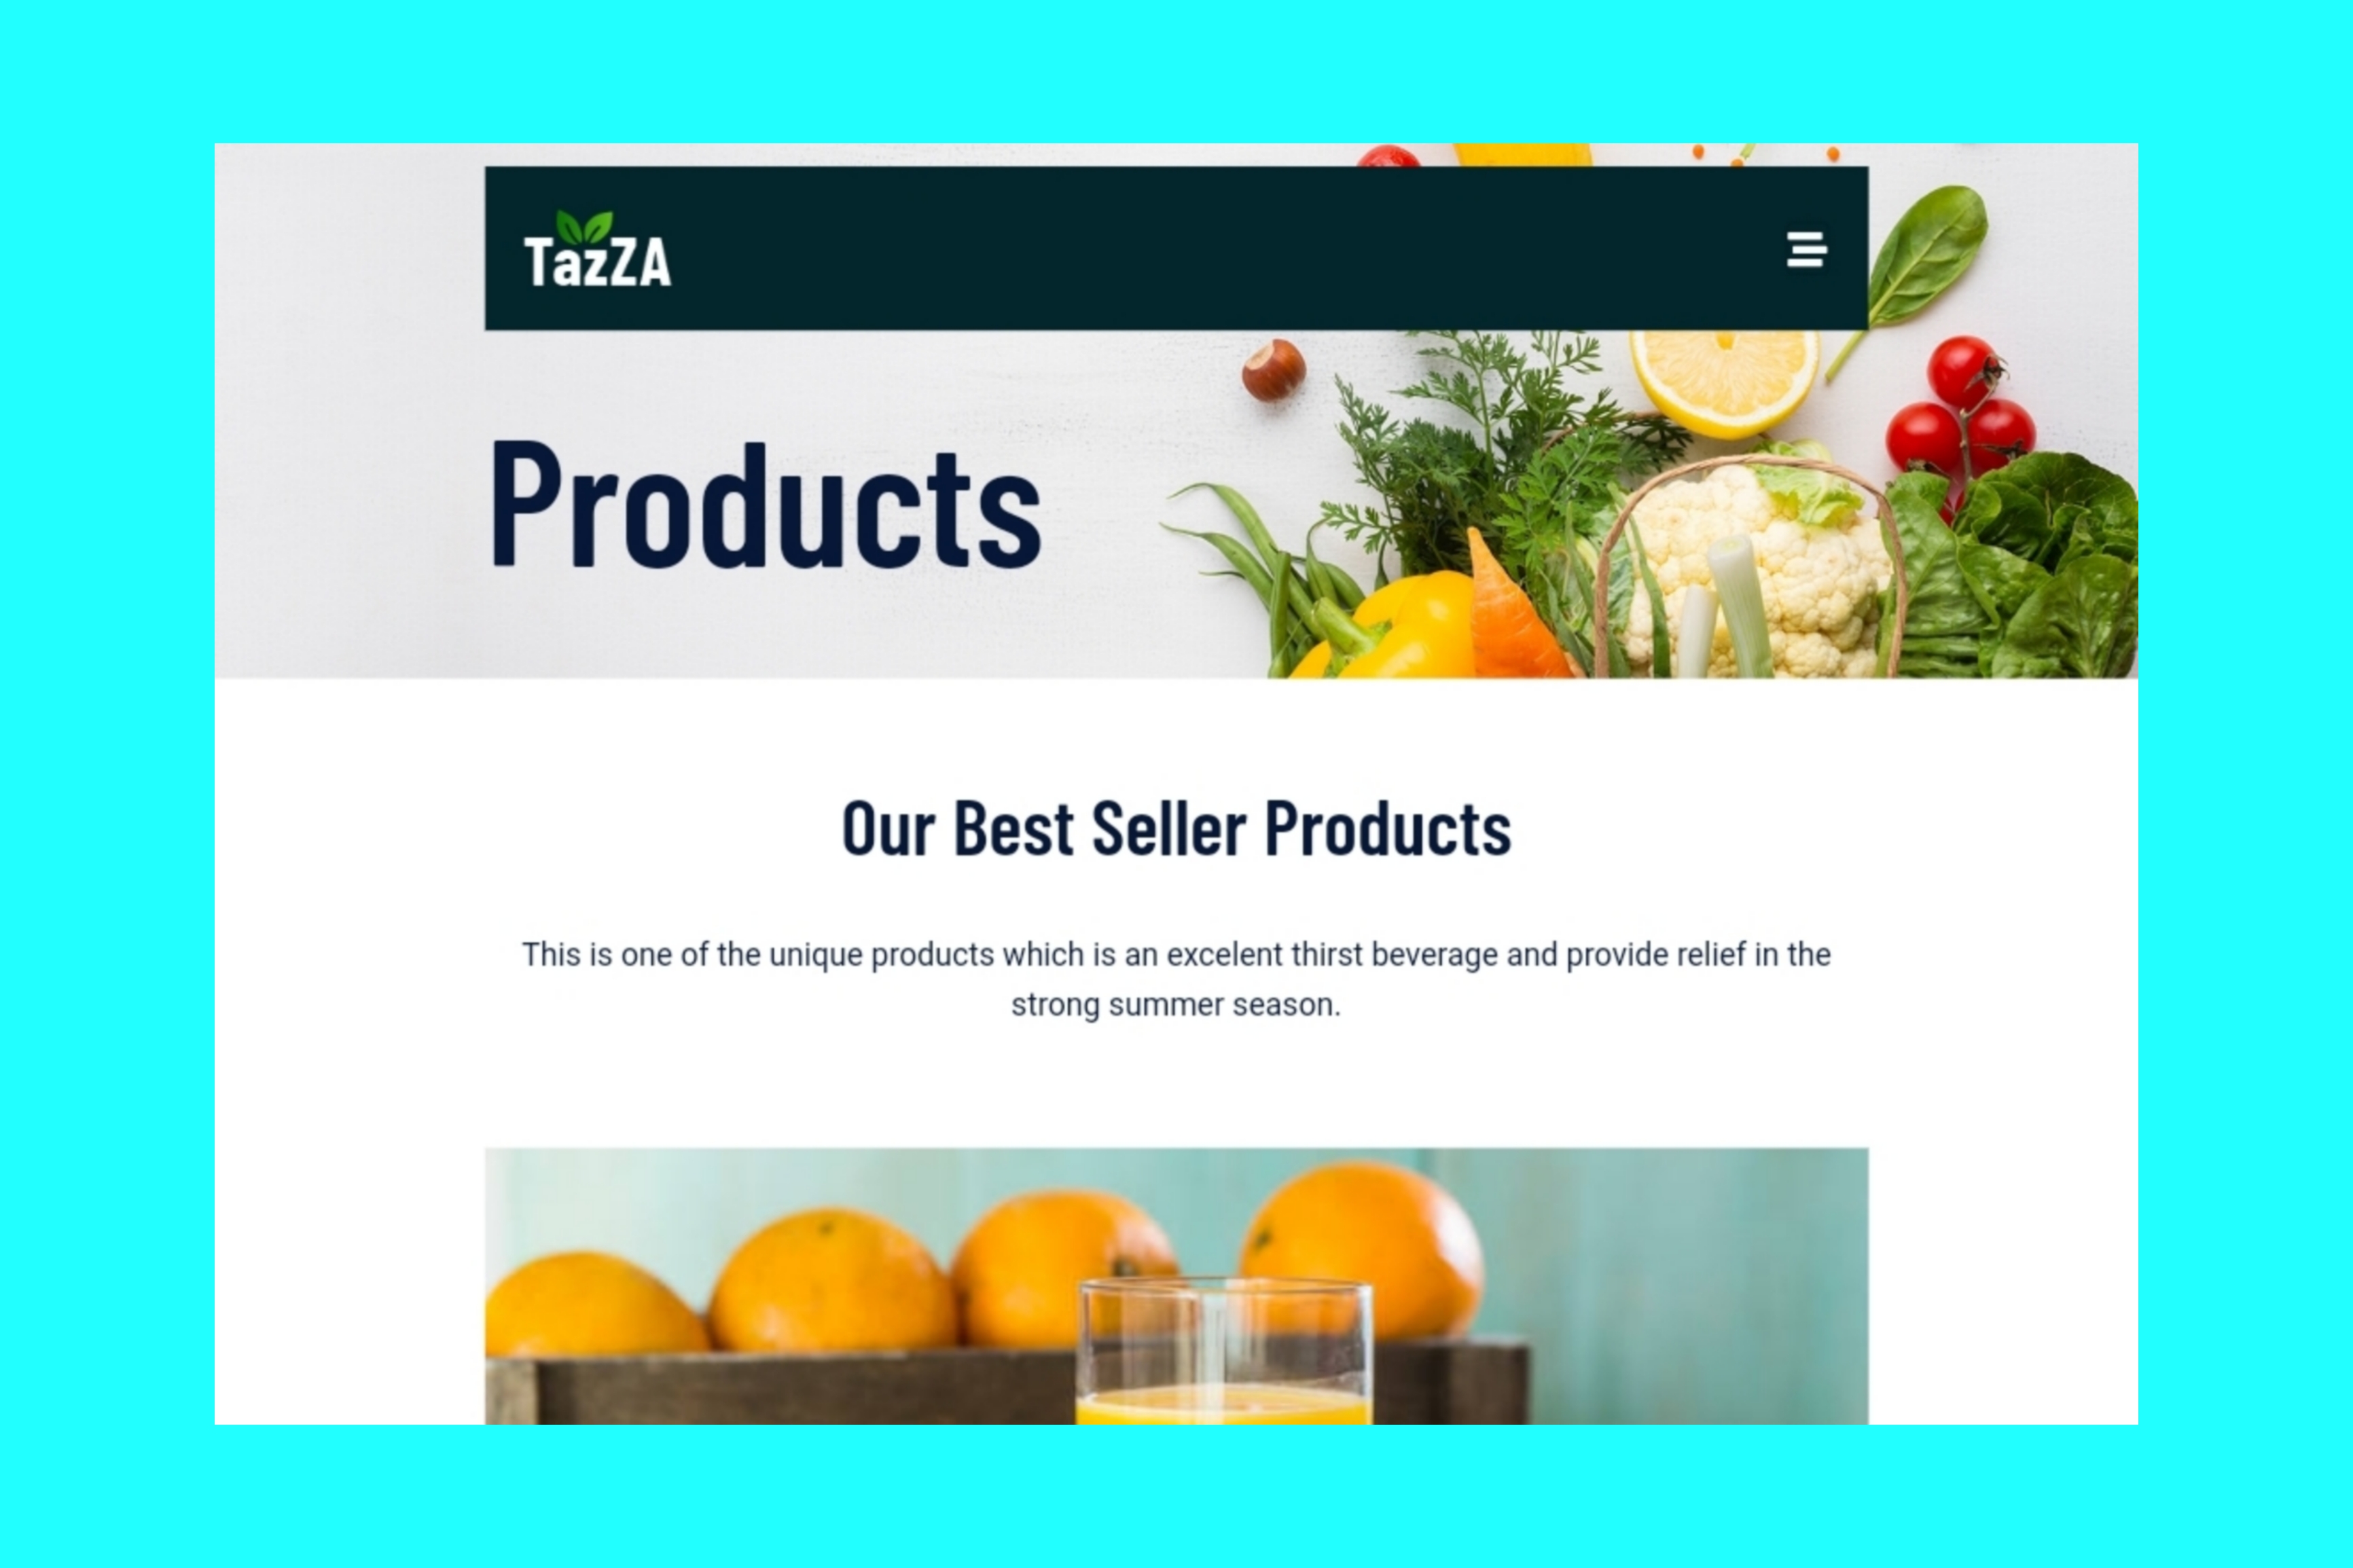 TazZA
Products
Our Best Seller Products
This is one of the unique products which is an excelent thirst beverage and provide relief in the
strong summer season.